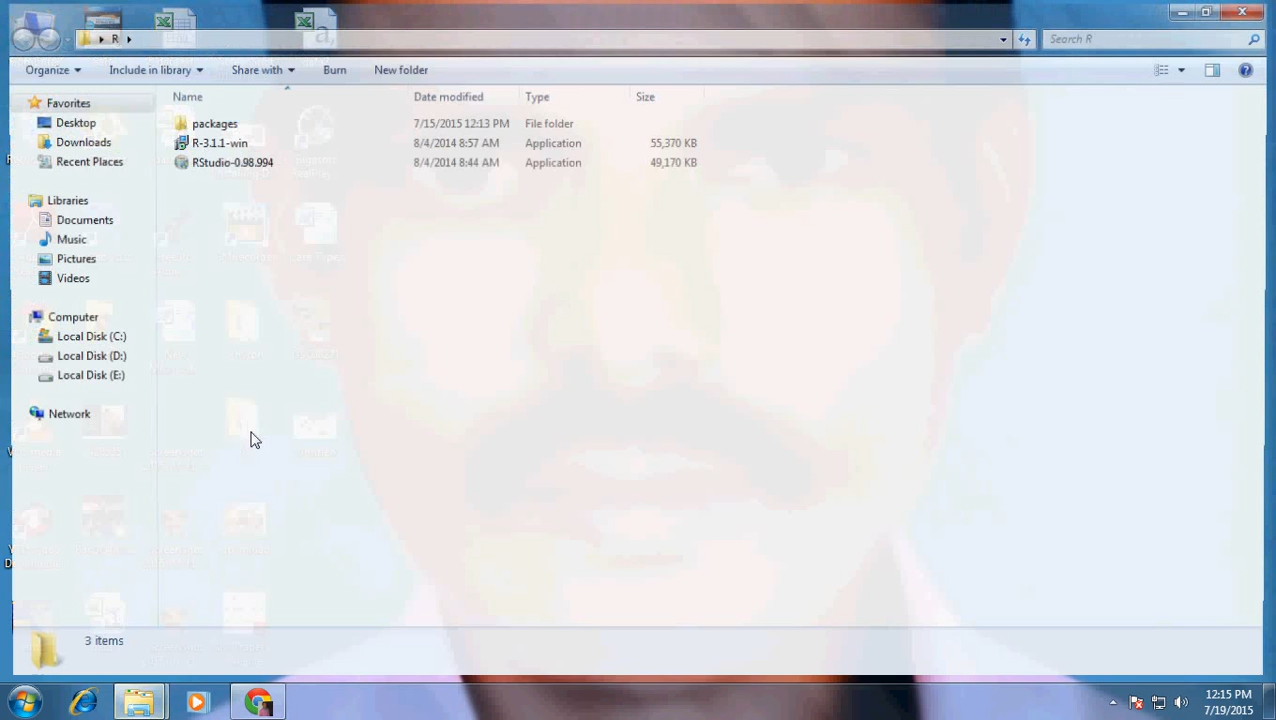 R
Search R
Organize Include in library Share with Burn New folder
Favorites
Desktop
Downloads
Recent Places
Libraries
Documents
Music
Pictures
Videos
Computer
Local Disk (C:)
Local Disk (D:)
Local Disk (E:)
Network
Name Date modified Type Size
packages 7/15/2015 12:13 PM File folder
R-3.1.1-win 8/4/2014 8:57 AM Application 55,370 KB
RStudio-0.98.994 8/4/2014 8:44 AM Application 49,170 KB
3 items
12:15 PM
7/19/2015